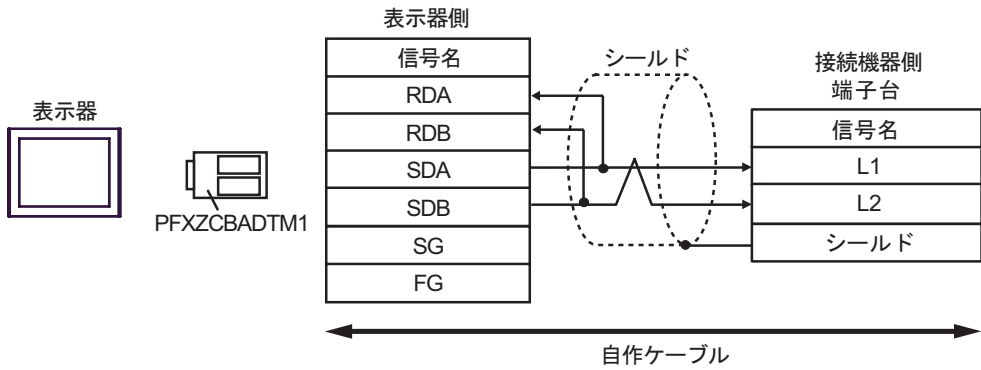 表示器
PFXZCBADTM1
表示器側
信号名
RDA
RDB
SDA
SDB
SG
FG
シールド
接続機器側
端子台
信号名
L1
L2
シールド
自作ケーブル